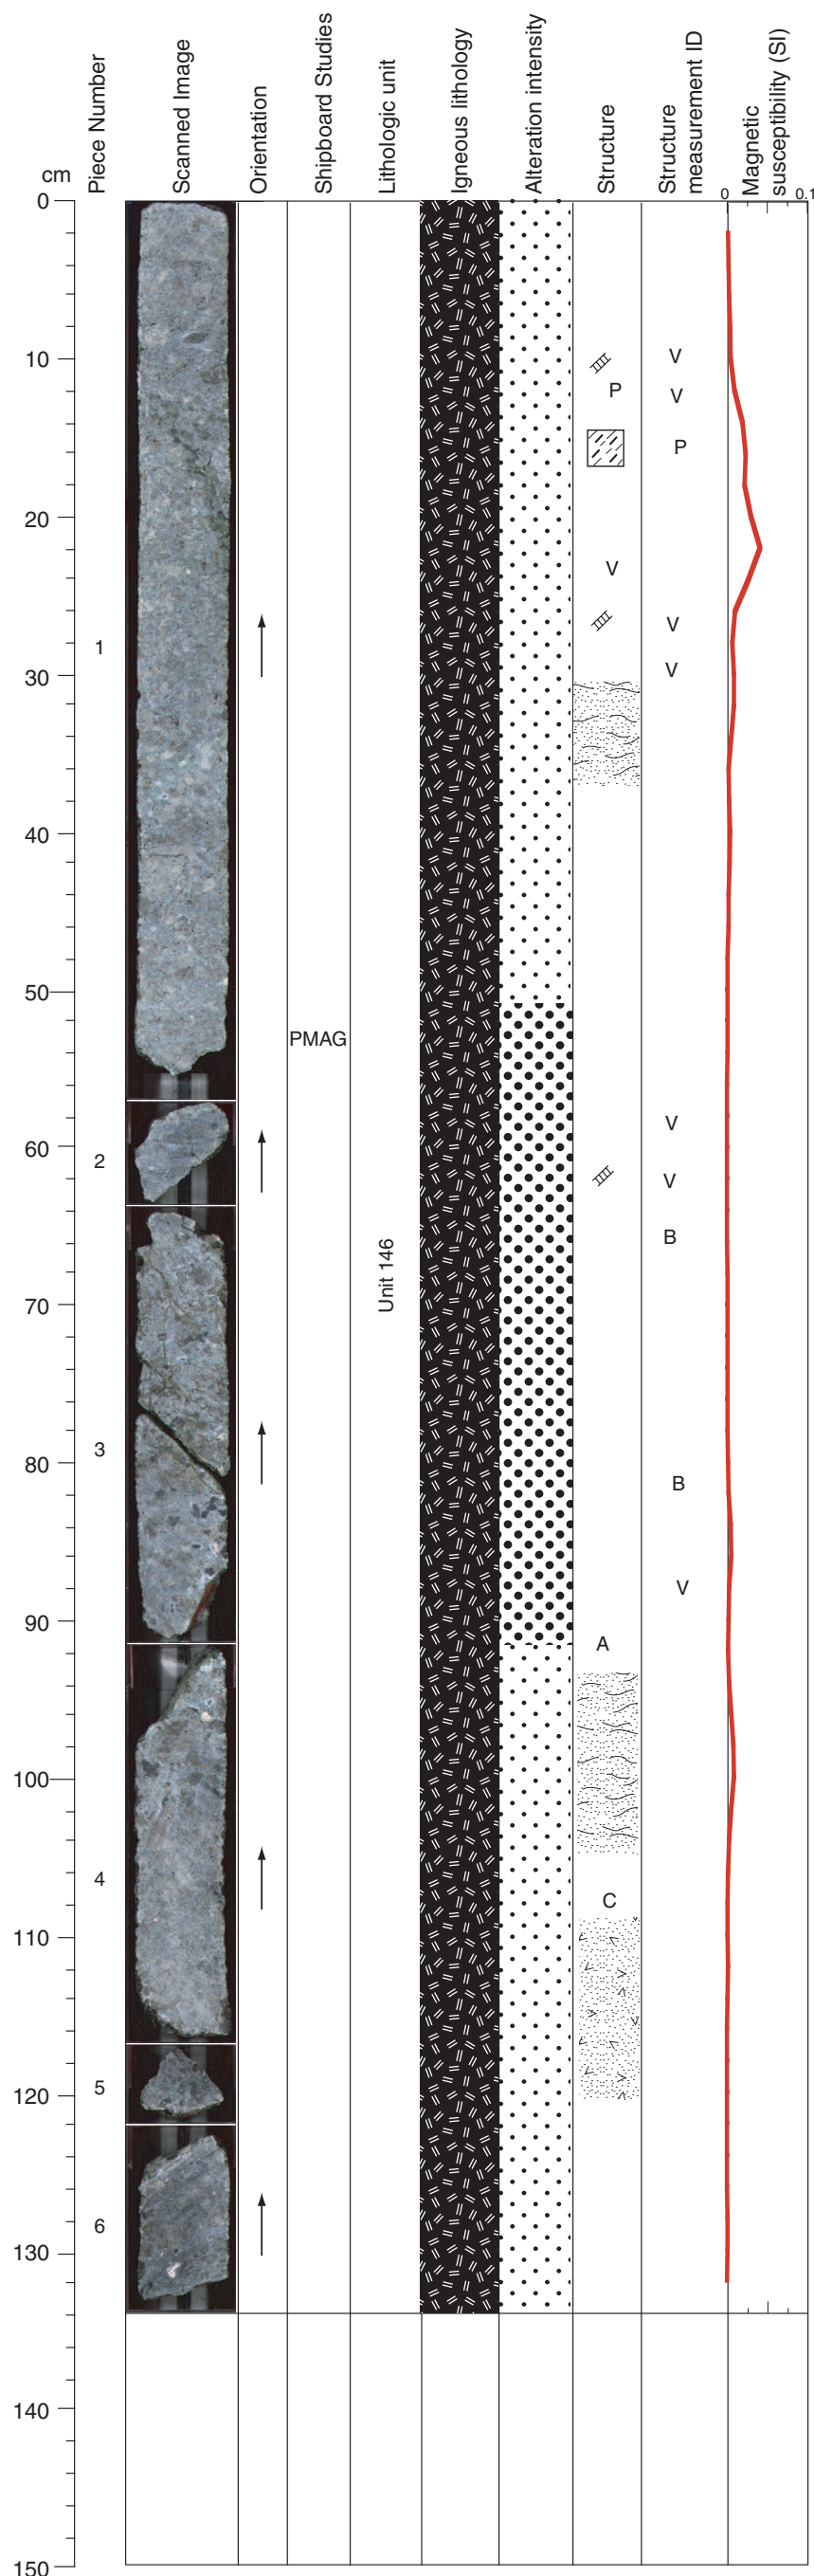 cm
Piece Number
Scanned Image
Orientation
Shipboard Studies
Lithologic unit
Igneous lithology
Alteration intensity
Structure
Structure
measurement ID
Magnetic
susceptibility (SI)
0 0.1
0
10 V
P V
P
20
V
V
1
30 V
40
50
PMAG
V
60
2 V
B
Unit 146
70
3
80
B
V
90
A
100
4
C
110
5
120
6
130
140
150